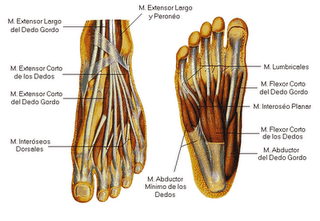 M. Extensor Largo
del Dedo Gordo
M. Extensor Largo
y Peronéo
M. Extensor Corto
de los Dedos
M. Extensor Corto
del Dedo Gordo
M. Interóseos
Dorsales
M. Lumbricales
M. Flexor Corto
del Dedo Gordo
M. Interoséo Planar
M. Flexor Corto
de los Dedos
M. Abductor
del Dedo Gordo
M. Abductor
Mínimo de los
Dedos